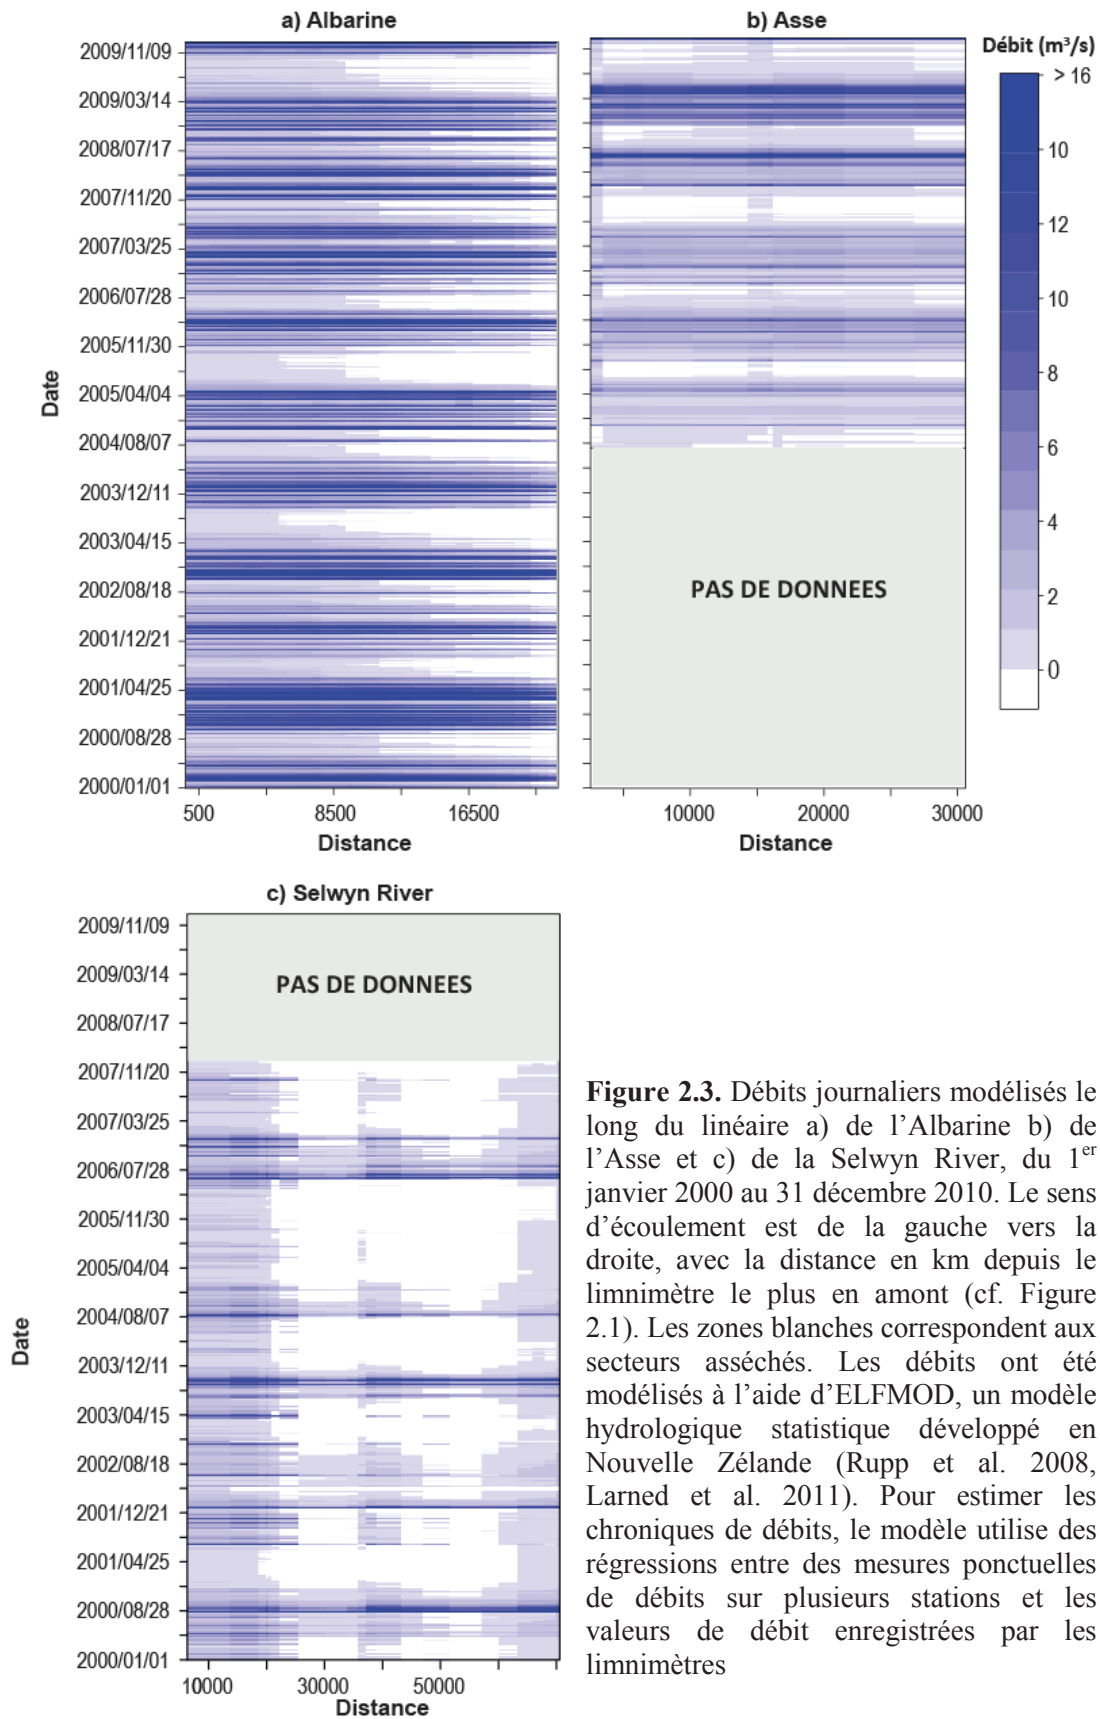 a) Albarine
b) Asse
Débit (m³/s)
> 16
10
12
10
8
6
4
2
0
Date
2009/11/09
2009/03/14
2008/07/17
2007/11/20
2007/03/25
2006/07/28
2005/11/30
2005/04/04
2004/08/07
2003/12/11
2003/04/15
2002/08/18
2001/12/21
2001/04/25
2000/08/28
2000/01/01
500 8500 16500
Distance
PAS DE DONNEES
10000 20000 30000
Distance
c) Selwyn River
Date
2009/11/09
2009/03/14
2008/07/17
2007/11/20
2007/03/25
2006/07/28
2005/11/30
2005/04/04
2004/08/07
2003/12/11
2003/04/15
2002/08/18
2001/12/21
2001/04/25
2000/08/28
2000/01/01
PAS DE DONNEES
10000 30000 50000
Distance
Figure 2.3. Débits journaliers modélisés le
long du linéaire a) de l'Albarine b) de
l'Asse et c) de la Selwyn River, du 1er
janvier 2000 au 31 décembre 2010. Le sens
d'écoulement est de la gauche vers la
droite, avec la distance en km depuis le
limnimètre le plus en amont (cf. Figure
2.1). Les zones blanches correspondent aux
secteurs asséchés. Les débits ont été
modélisés à l'aide d'ELFMOD, un modèle
hydrologique statistique développé en
Nouvelle Zélande (Rupp et al. 2008,
Larned et al. 2011). Pour estimer les
chroniques de débits, le modèle utilise des
régressions entre des mesures ponctuelles
de débits sur plusieurs stations et les
valeurs de débit enregistrées par les
limnimètres